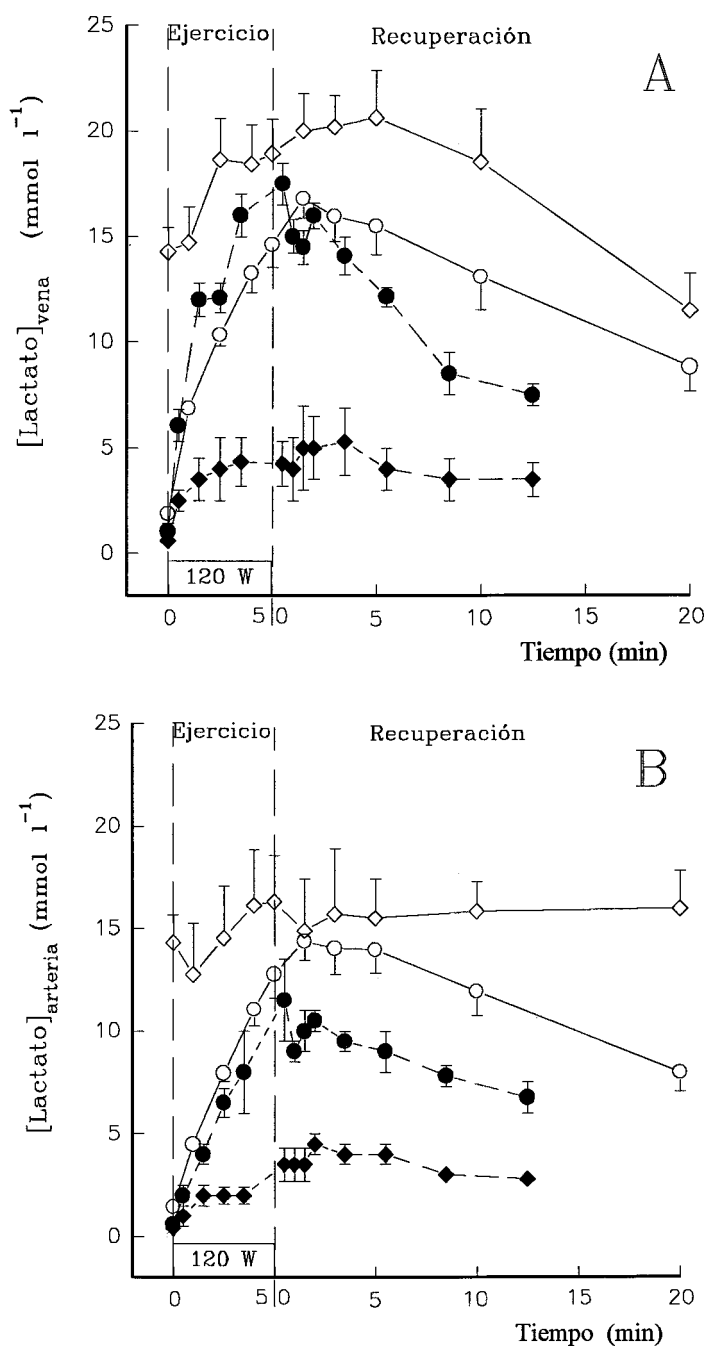 25
Ejercicio
Recuperación
A
20
15
10
5
0
[Lactato]vena (mmol l⁻¹)
120 W
0
5
0
5
10
15
20
Tiempo (min)
25
Ejercicio
Recuperación
B
20
15
10
5
0
[Lactato]arteria (mmol l⁻¹)
120 W
0
5
0
5
10
15
20
Tiempo (min)